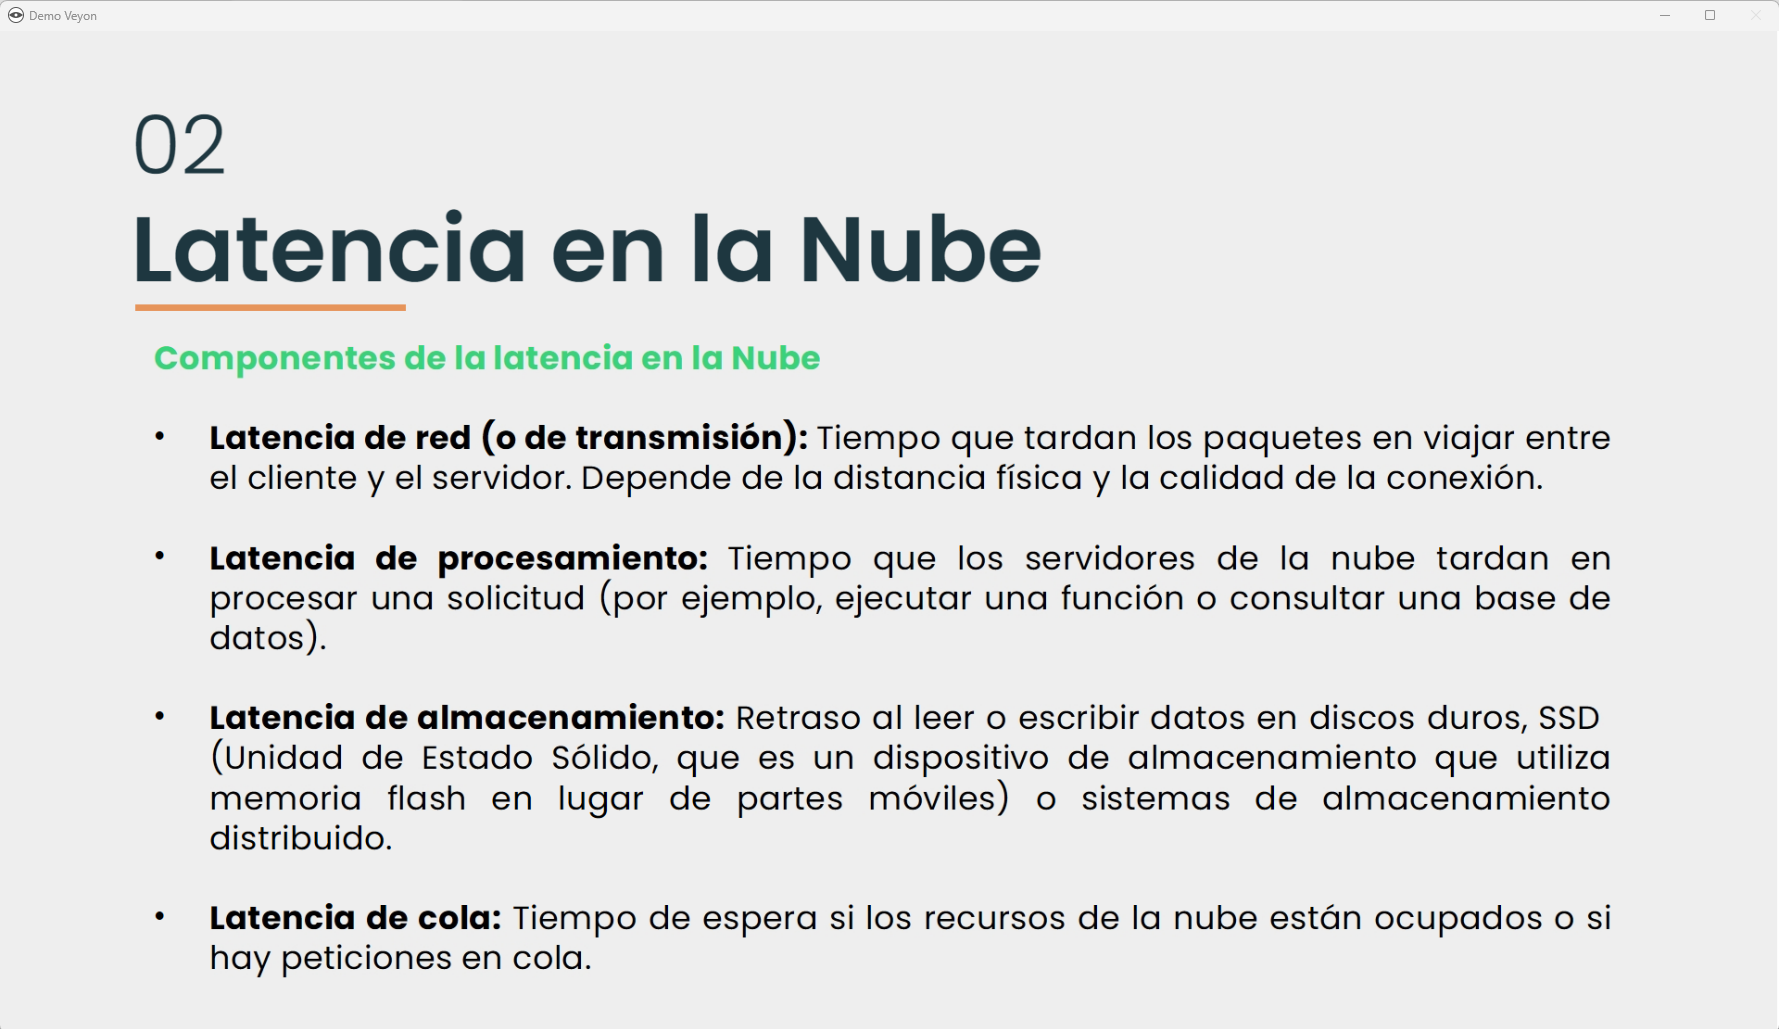 Demo Veyon
02
Latencia en la Nube
Componentes de la latencia en la Nube
• Latencia de red (o de transmisión): Tiempo que tardan los paquetes en viajar entre
el cliente y el servidor. Depende de la distancia física y la calidad de la conexión.
• Latencia de procesamiento: Tiempo que los servidores de la nube tardan en
procesar una solicitud (por ejemplo, ejecutar una función o consultar una base de
datos).
• Latencia de almacenamiento: Retraso al leer o escribir datos en discos duros, SSD
(Unidad de Estado Sólido, que es un dispositivo de almacenamiento que utiliza
memoria flash en lugar de partes móviles) o sistemas de almacenamiento
distribuido.
• Latencia de cola: Tiempo de espera si los recursos de la nube están ocupados o si
hay peticiones en cola.